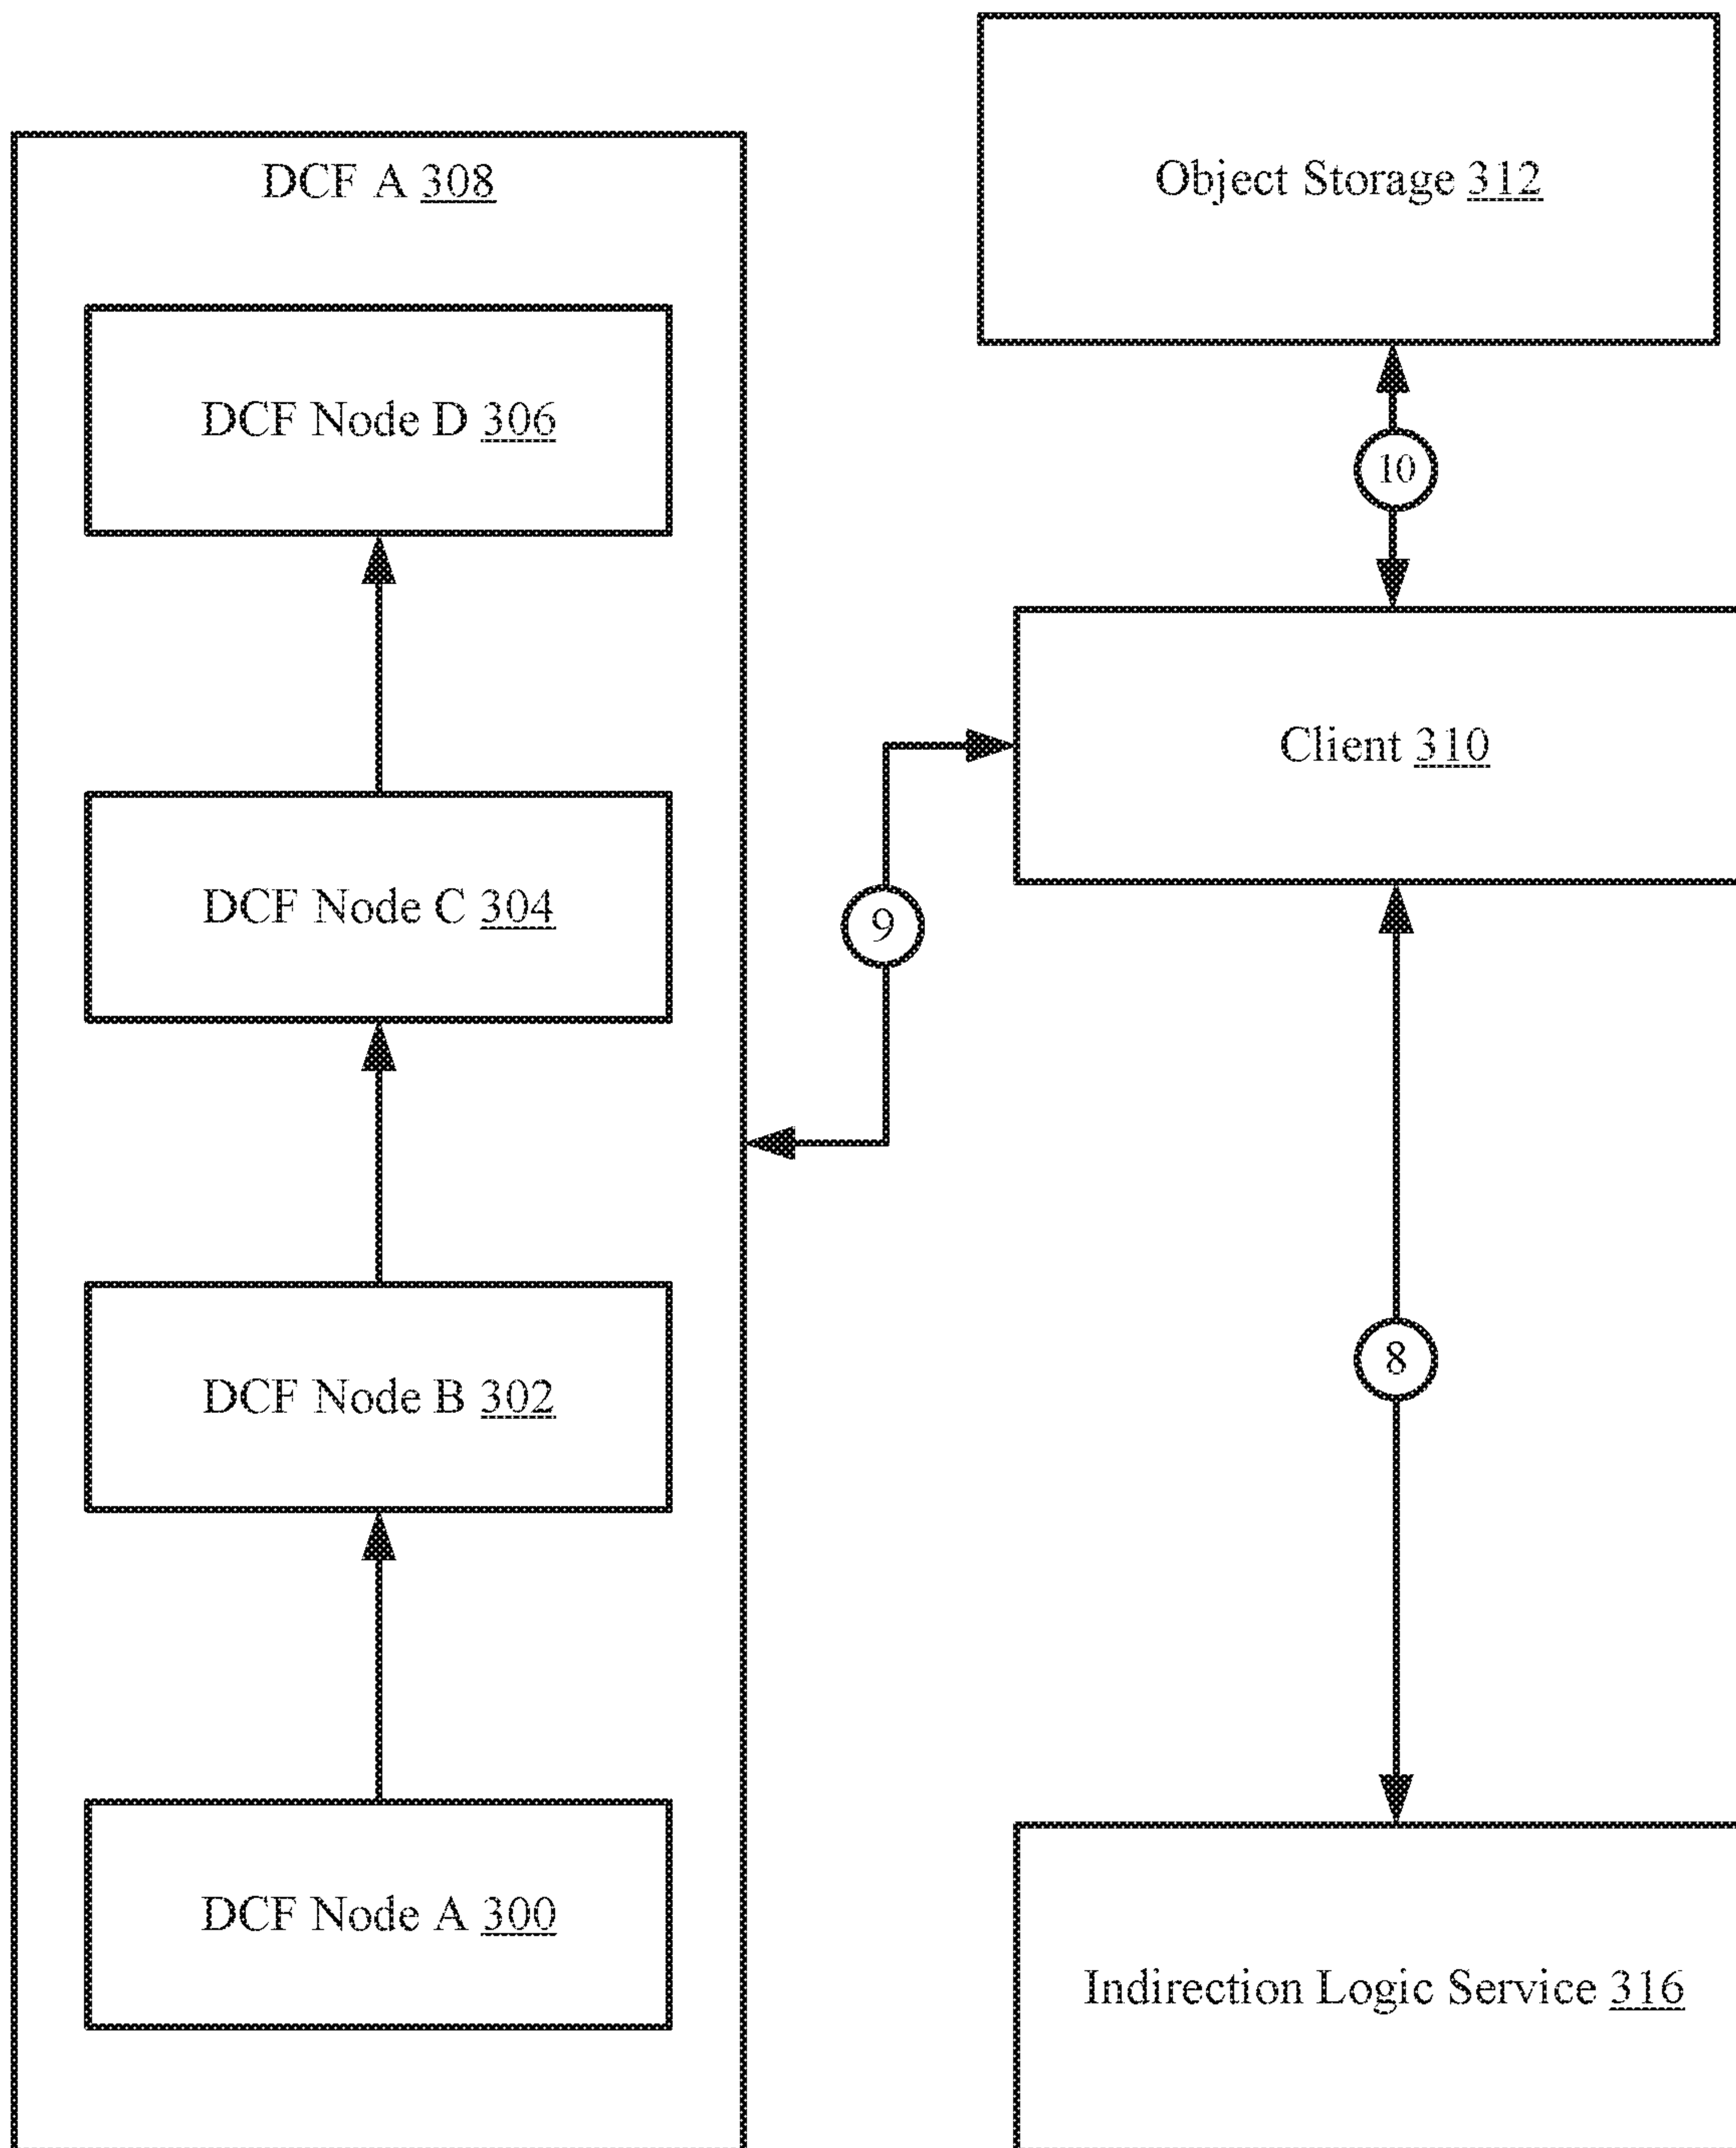 DCF A 308
DCF Node D 306
DCF Node C 304
DCF Node B 302
DCF Node A 300
Object Storage 312
10
Client 310
9
8
Indirection Logic Service 316